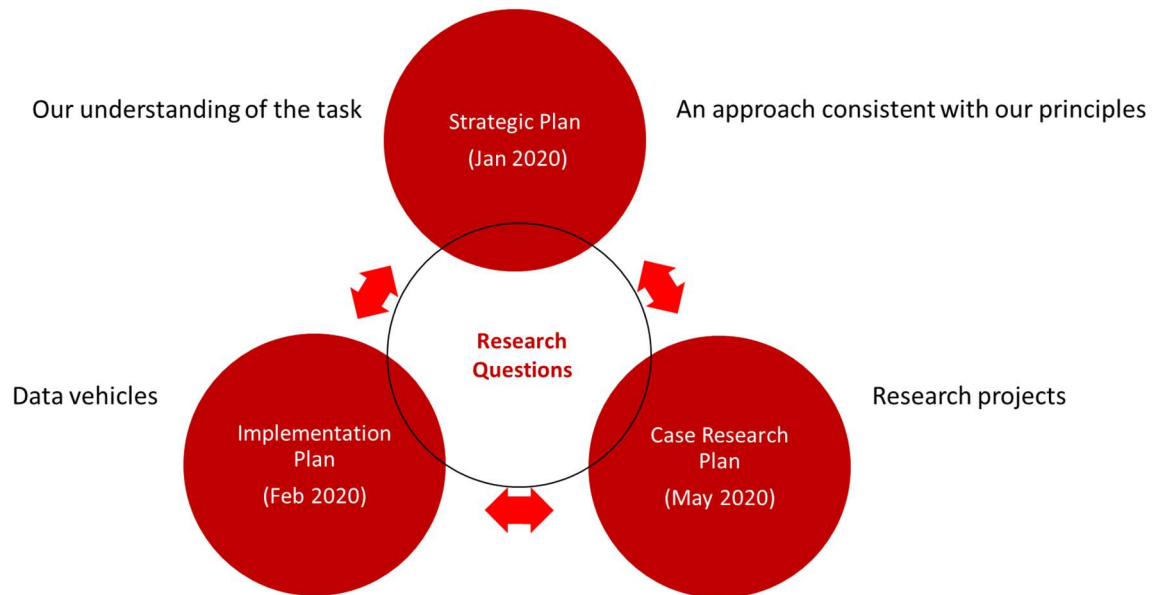 Our understanding of the task
Strategic Plan
(Jan 2020)
An approach consistent with our principles
Research
Questions
Data vehicles
Implementation
Plan
(Feb 2020)
Case Research
Plan
(May 2020)
Research projects